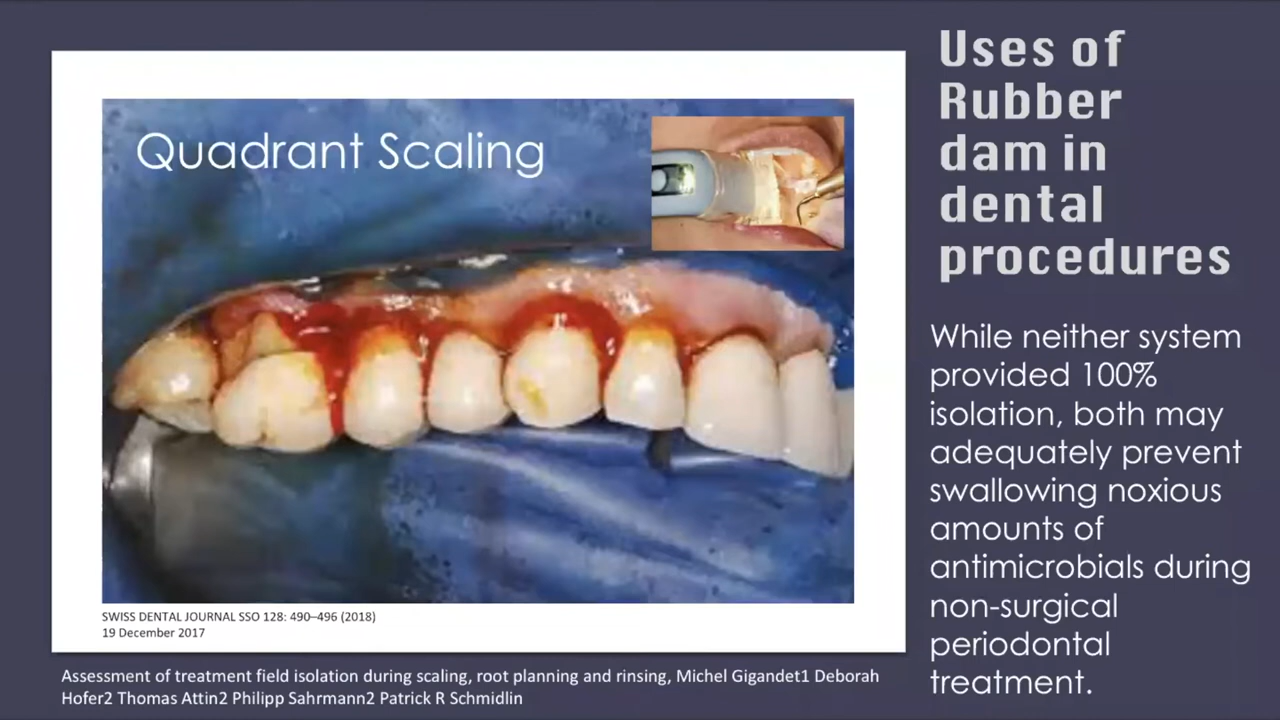 Quadrant Scaling
SWISS DENTAL JOURNAL SSO 128: 490–496 (2018)
19 December 2017
Assessment of treatment field isolation during scaling, root planning and rinsing, Michel Gigandet1 Deborah
Hofer2 Thomas Attin2 Philipp Sahrmann2 Patrick R Schmidlin
Uses of
Rubber
dam in
dental
procedures
While neither system
provided 100%
isolation, both may
adequately prevent
swallowing noxious
amounts of
antimicrobials during
non-surgical
periodontal
treatment.